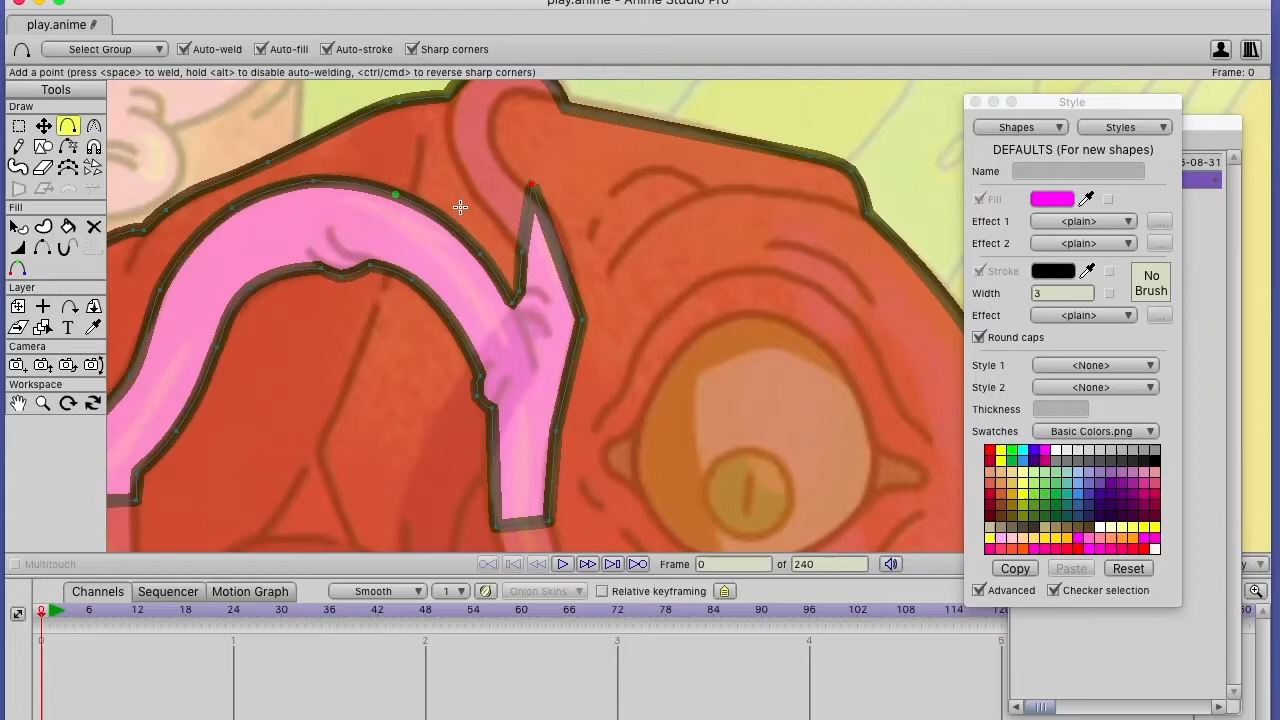 play.anime - Anime Studio Pro
play.anime
Select Group
Auto-weld
Auto-fill
Auto-stroke
Sharp corners
Add a point (press <space> to weld, hold <alt> to disable auto-welding, <ctrl/cmd> to reverse sharp corners)
Frame: 0
Tools
Draw
Fill
Layer
T
Camera
Workspace
Style
Shapes
Styles
DEFAULTS (For new shapes)
Name
Fill
Effect 1
<plain>
...
Effect 2
<plain>
...
Stroke
No Brush
Width
3
Effect
<plain>
...
Round caps
Style 1
<None>
Style 2
<None>
Thickness
Swatches
Basic Colors.png
Copy
Paste
Reset
Advanced
Checker selection
5-08-31
Multitouch
Frame
0
of
240
Channels
Sequencer
Motion Graph
Smooth
1
Onion Skins
Relative keyframing
0 6 12 18 24 30 36 42 48 54 60 66 72 78 84 90 96 102 108 114 120
0 1 2 3 4 5